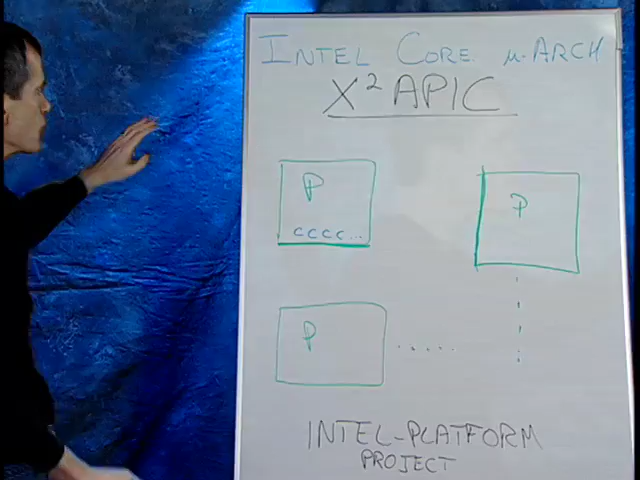 INTEL CORE μ-ARCH
X² APIC
P
cccc...
P
P
INTEL-PLATFORM
PROJECT